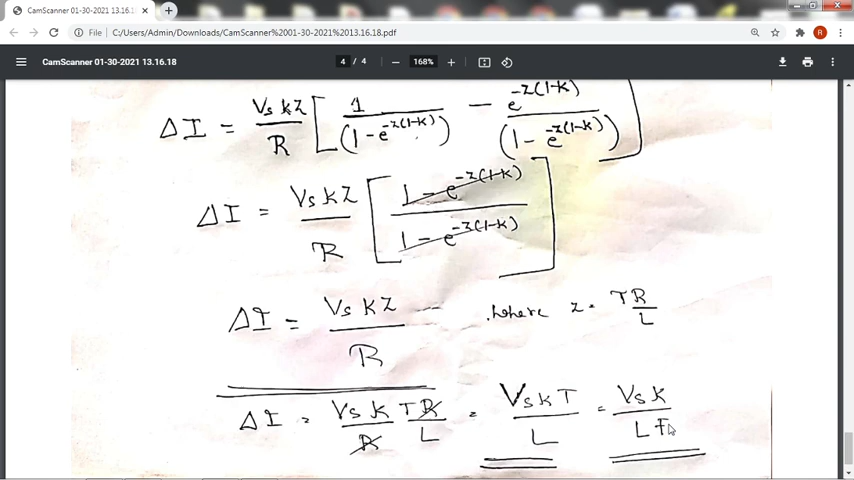 CamScanner 01-30-2021 13.16.18
File | C:/Users/Admin/Downloads/CamScanner%2001-30-2021%2013.16.18.pdf
R
CamScanner 01-30-2021 13.16.18
4 / 4
168%
ΔI = Vs kZ / R [ 1 / (1 - e^{-z(1-k)}) - e^{-z(1-k)} / (1 - e^{-z(1-k)}) ]
ΔI = Vs kZ / R [ 1 - e^{-z(1-k)} / 1 - e^{-z(1-k)} ]
ΔI = Vs kZ / R .where z = TR / L
ΔI = Vs k / R TR / L = Vs k T / L = Vs k / L F